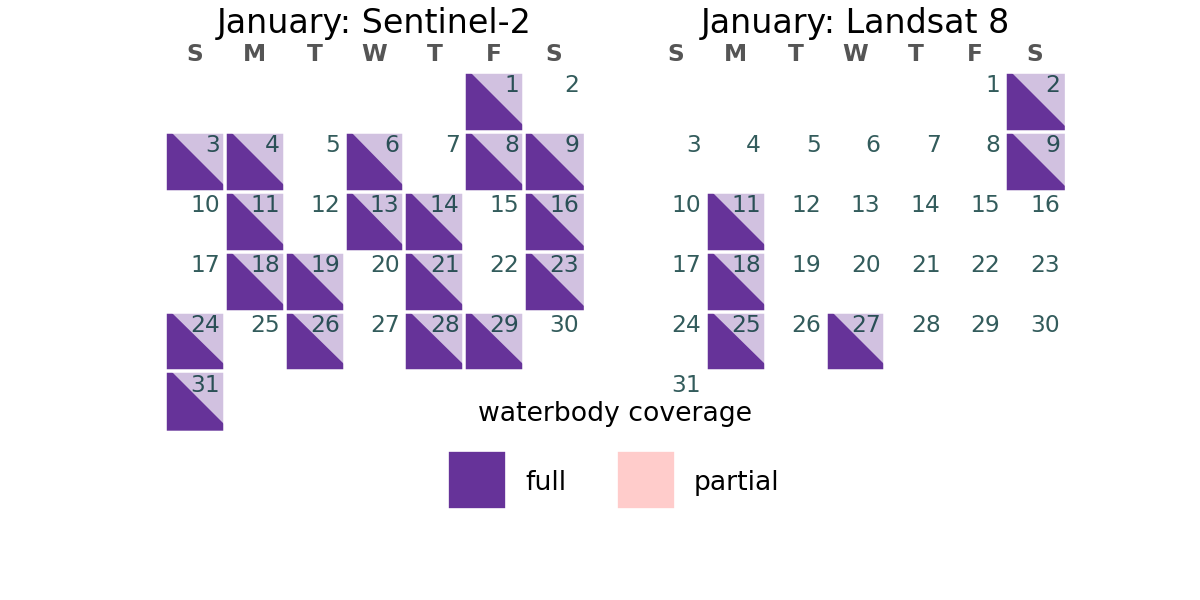 January: Sentinel-2
S M T W T F S
1 2
3 4 5 6 7 8 9
10 11 12 13 14 15 16
17 18 19 20 21 22 23
24 25 26 27 28 29 30
31
January: Landsat 8
S M T W T F S
1 2
3 4 5 6 7 8 9
10 11 12 13 14 15 16
17 18 19 20 21 22 23
24 25 26 27 28 29 30
31
waterbody coverage
full partial